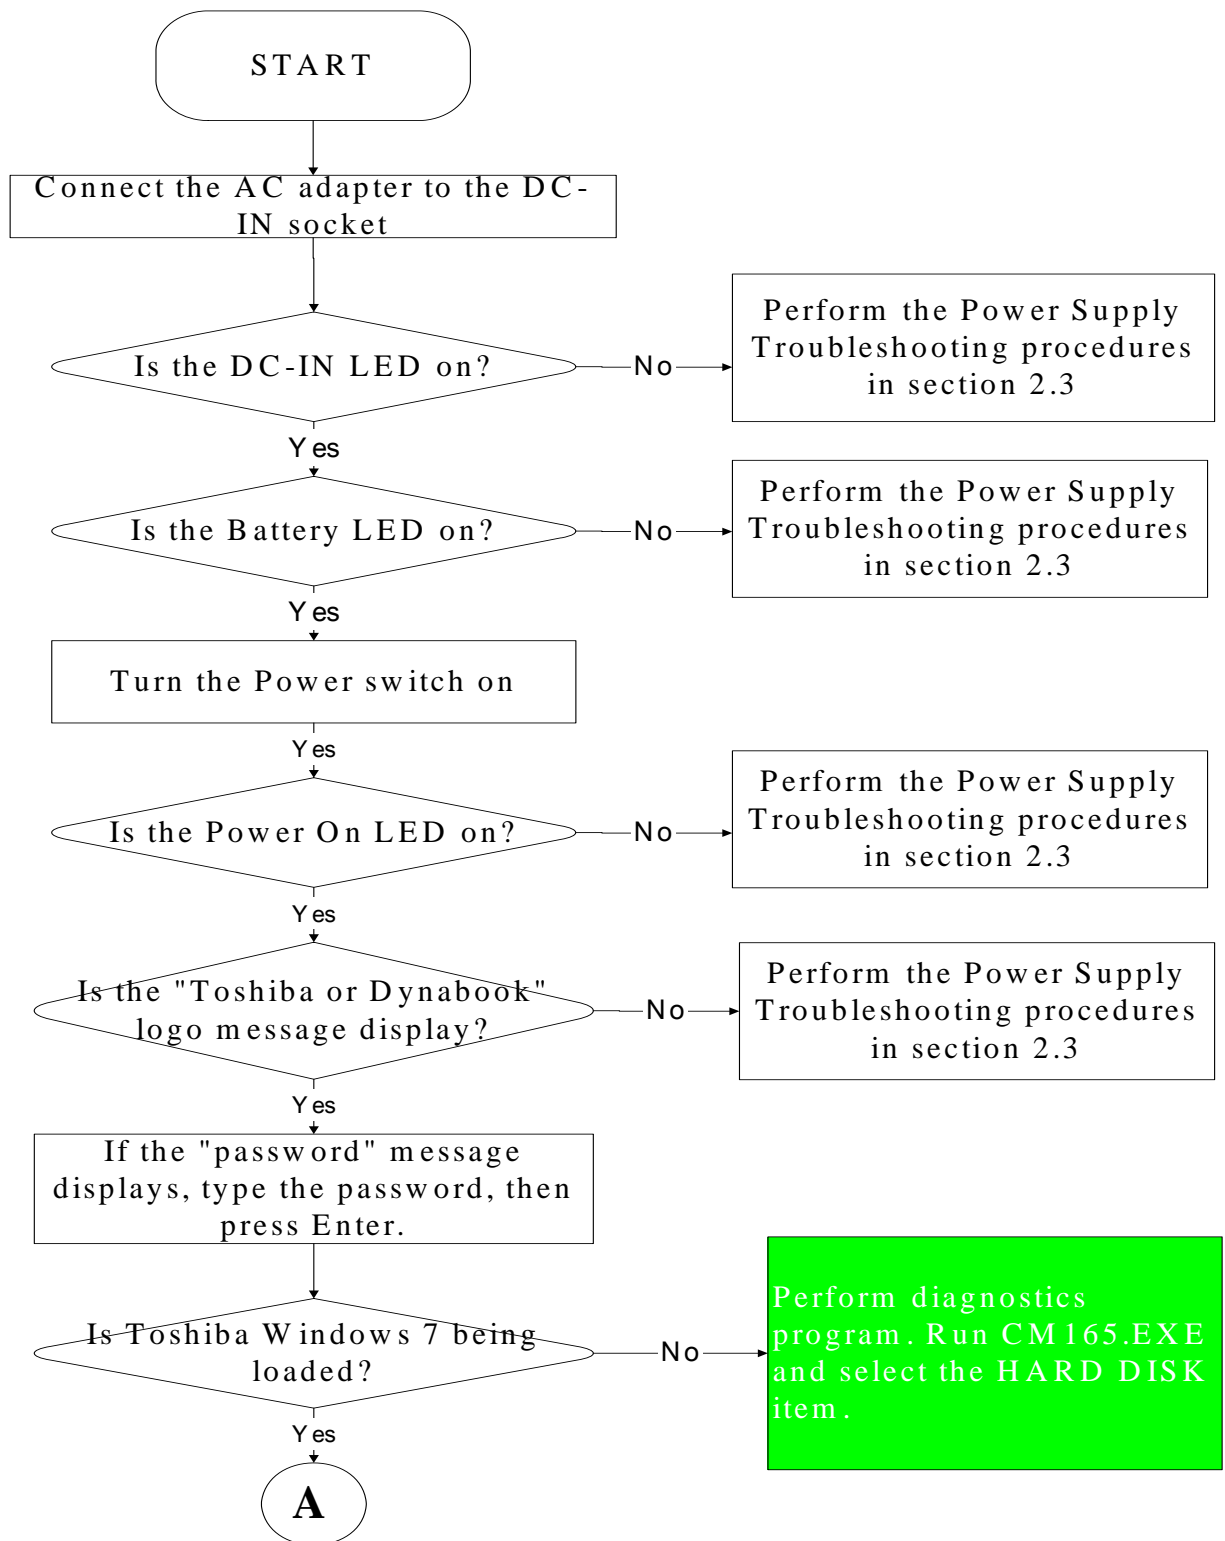 START
Connect the AC adapter to the DC-
IN socket
Is the DC-IN LED on?
No
Perform the Power Supply
Troubleshooting procedures
in section 2.3
Yes
Is the Battery LED on?
No
Perform the Power Supply
Troubleshooting procedures
in section 2.3
Yes
Turn the Power switch on
Yes
Is the Power On LED on?
No
Perform the Power Supply
Troubleshooting procedures
in section 2.3
Yes
Is the "Toshiba or Dynabook"
logo message display?
No
Perform the Power Supply
Troubleshooting procedures
in section 2.3
Yes
If the "password" message
displays, type the password, then
press Enter.
Is Toshiba Windows 7 being
loaded?
No
Perform diagnostics
program. Run CM165.EXE
and select the HARD DISK
item.
Yes
A